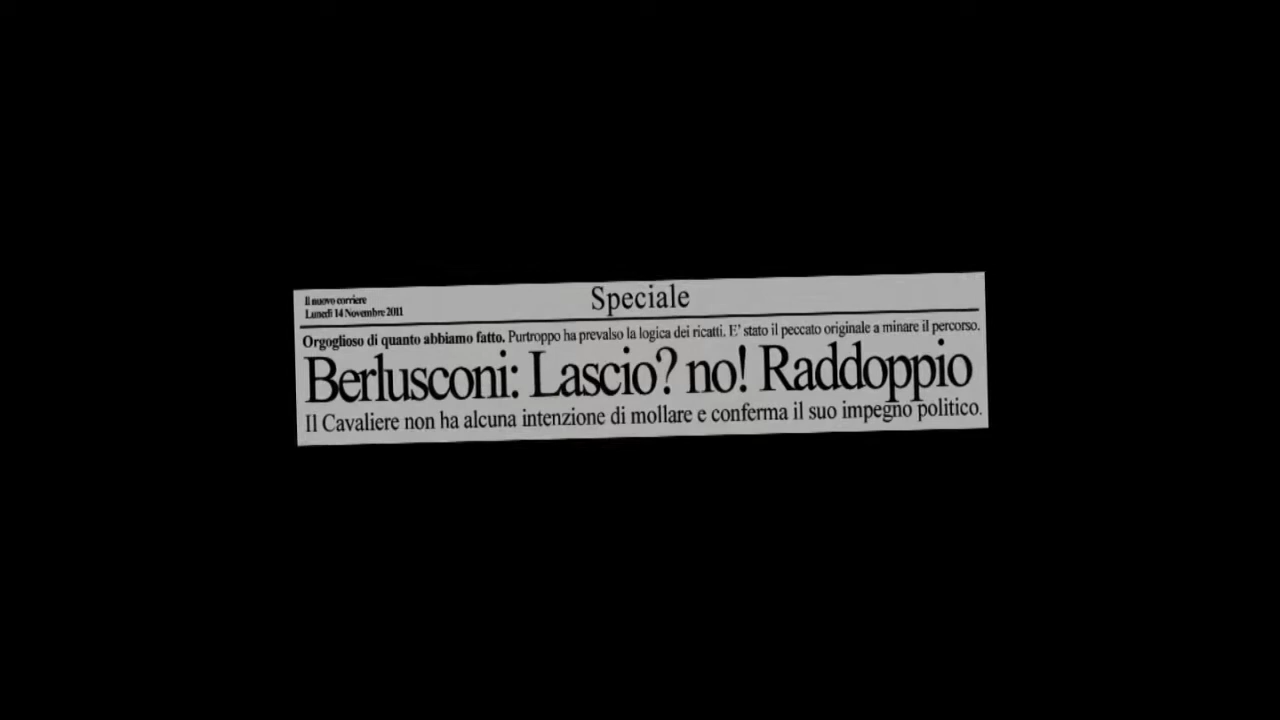 Il nuovo corriere
Lunedì 14 Novembre 2011
Speciale
Orgoglioso di quanto abbiamo fatto. Purtroppo ha prevalso la logica dei ricatti. E' stato il peccato originale a minare il percorso.
Berlusconi: Lascio? no! Raddoppio
Il Cavaliere non ha alcuna intenzione di mollare e conferma il suo impegno politico.